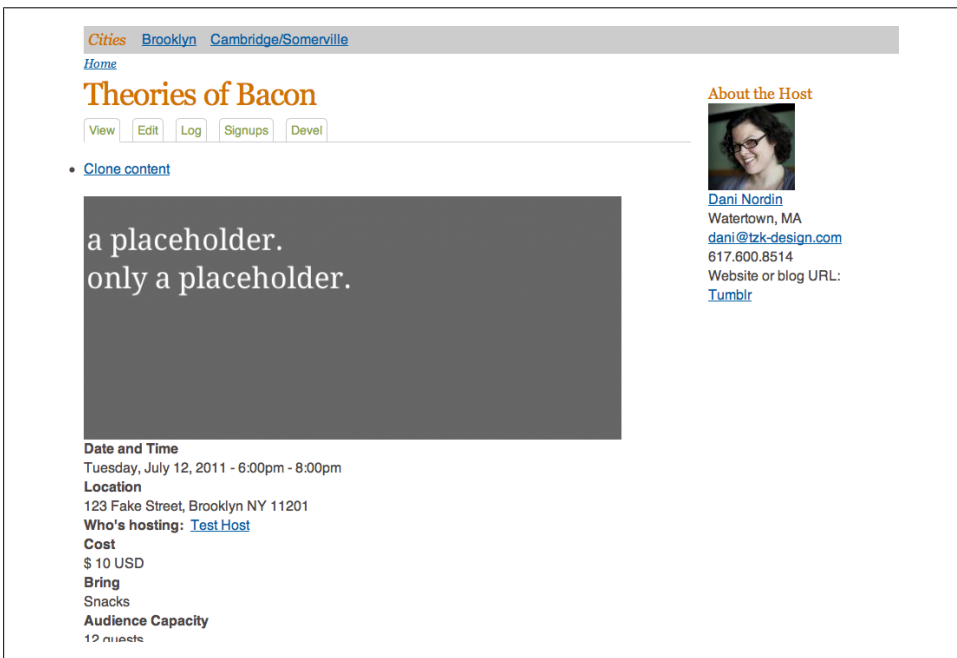 Cities Brooklyn Cambridge/Somerville
Home
Theories of Bacon
View Edit Log Signups Devel
Clone content
a placeholder.
only a placeholder.
Date and Time
Tuesday, July 12, 2011 - 6:00pm - 8:00pm
Location
123 Fake Street, Brooklyn NY 11201
Who's hosting: Test Host
Cost
$ 10 USD
Bring
Snacks
Audience Capacity
12 guests
About the Host
Dani Nordin
Watertown, MA
dani@tzk-design.com
617.600.8514
Website or blog URL:
Tumblr